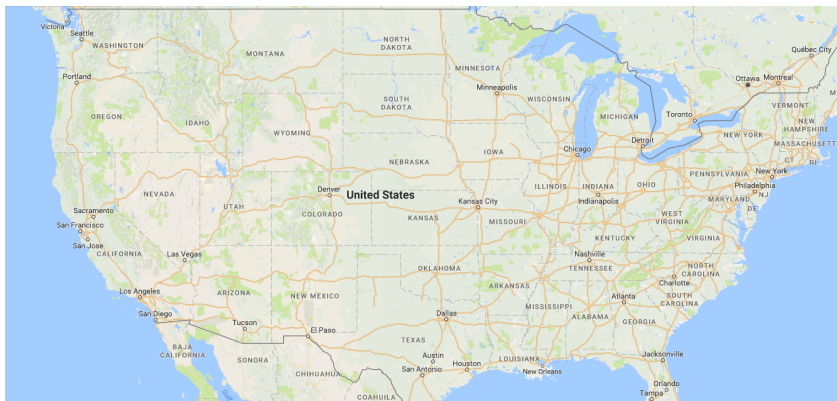 Victoria
Seattle
WASHINGTON
Portland
OREGON
IDAHO
MONTANA
NORTH
DAKOTA
MINNESOTA
Minneapolis
SOUTH
DAKOTA
WISCONSIN
MICHIGAN
Ottawa
Montreal
Québec City
Toronto
VERMONT
NEW
HAMPSHIRE
MASSACHUSETT
CT
RI
NEW YORK
WYOMING
NEBRASKA
IOWA
Chicago
Detroit
New York
PENNSYLVANIA
Philadelphia
NJ
MARYLAND
DE
NEVADA
UTAH
Denver
COLORADO
United States
KANSAS
Kansas City
MISSOURI
ILLINOIS
INDIANA
Indianapolis
OHIO
WEST
VIRGINIA
VIRGINIA
KENTUCKY
Sacramento
San Francisco
San Jose
CALIFORNIA
Las Vegas
Los Angeles
San Diego
ARIZONA
Tucson
NEW MEXICO
El Paso
OKLAHOMA
ARKANSAS
Nashville
TENNESSEE
NORTH
CAROLINA
Charlotte
SOUTH
CAROLINA
Atlanta
MISSISSIPPI
ALABAMA
GEORGIA
Dallas
TEXAS
Austin
San Antonio
Houston
LOUISIANA
New Orleans
Jacksonville
Orlando
Tampa
BAJA
CALIFORNIA
SONORA
CHIHUAHUA
COAHUILA